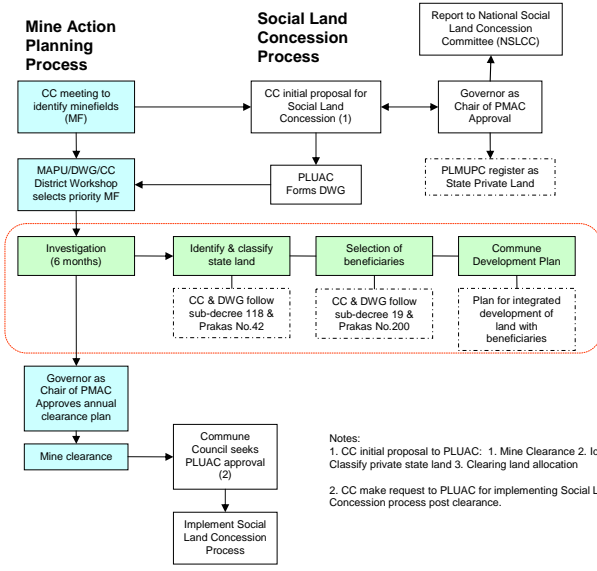 Mine Action
Planning
Process
Social Land
Concession
Process
Report to National Social
Land Concession
Committee (NSLCC)
CC meeting to
identify minefields
(MF)
CC initial proposal for
Social Land
Concession (1)
Governor as
Chair of PMAC
Approval
MAPU/DWG/CC
District Workshop
selects priority MF
PLUAC
Forms DWG
PLMUPC register as
State Private Land
Investigation
(6 months)
Identify & classify
state land
Selection of
beneficiaries
Commune
Development Plan
CC & DWG follow
sub-decree 118 &
Prakas No.42
CC & DWG follow
sub-decree 19 &
Prakas No.200
Plan for integrated
development of
land with
beneficiaries
Governor as
Chair of PMAC
Approves annual
clearance plan
Mine clearance
Commune
Council seeks
PLUAC approval
(2)
Implement Social
Land Concession
Process
Notes:
1. CC initial proposal to PLUAC: 1. Mine Clearance 2.
Classify private state land 3. Clearing land allocation
2. CC make request to PLUAC for implementing Social
Concession process post clearance.